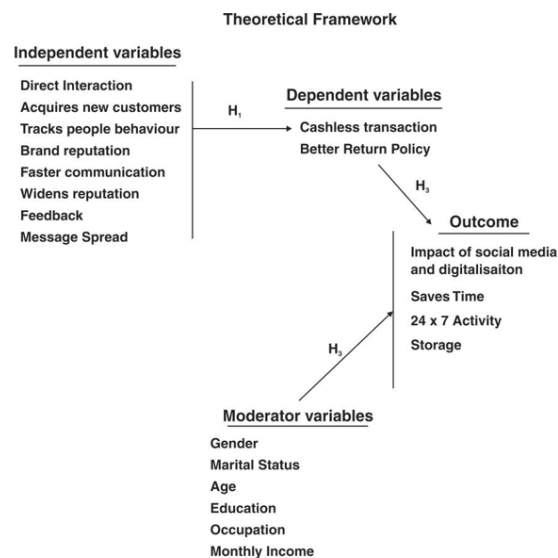 Theoretical Framework
Independent variables
Direct Interaction
Acquires new customers
Tracks people behaviour
Brand reputation
Faster communication
Widens reputation
Feedback
Message Spread
H₁
Dependent variables
Cashless transaction
Better Return Policy
H₃
Outcome
Impact of social media
and digitalisaiton
Saves Time
24 x 7 Activity
Storage
H₃
Moderator variables
Gender
Marital Status
Age
Education
Occupation
Monthly Income